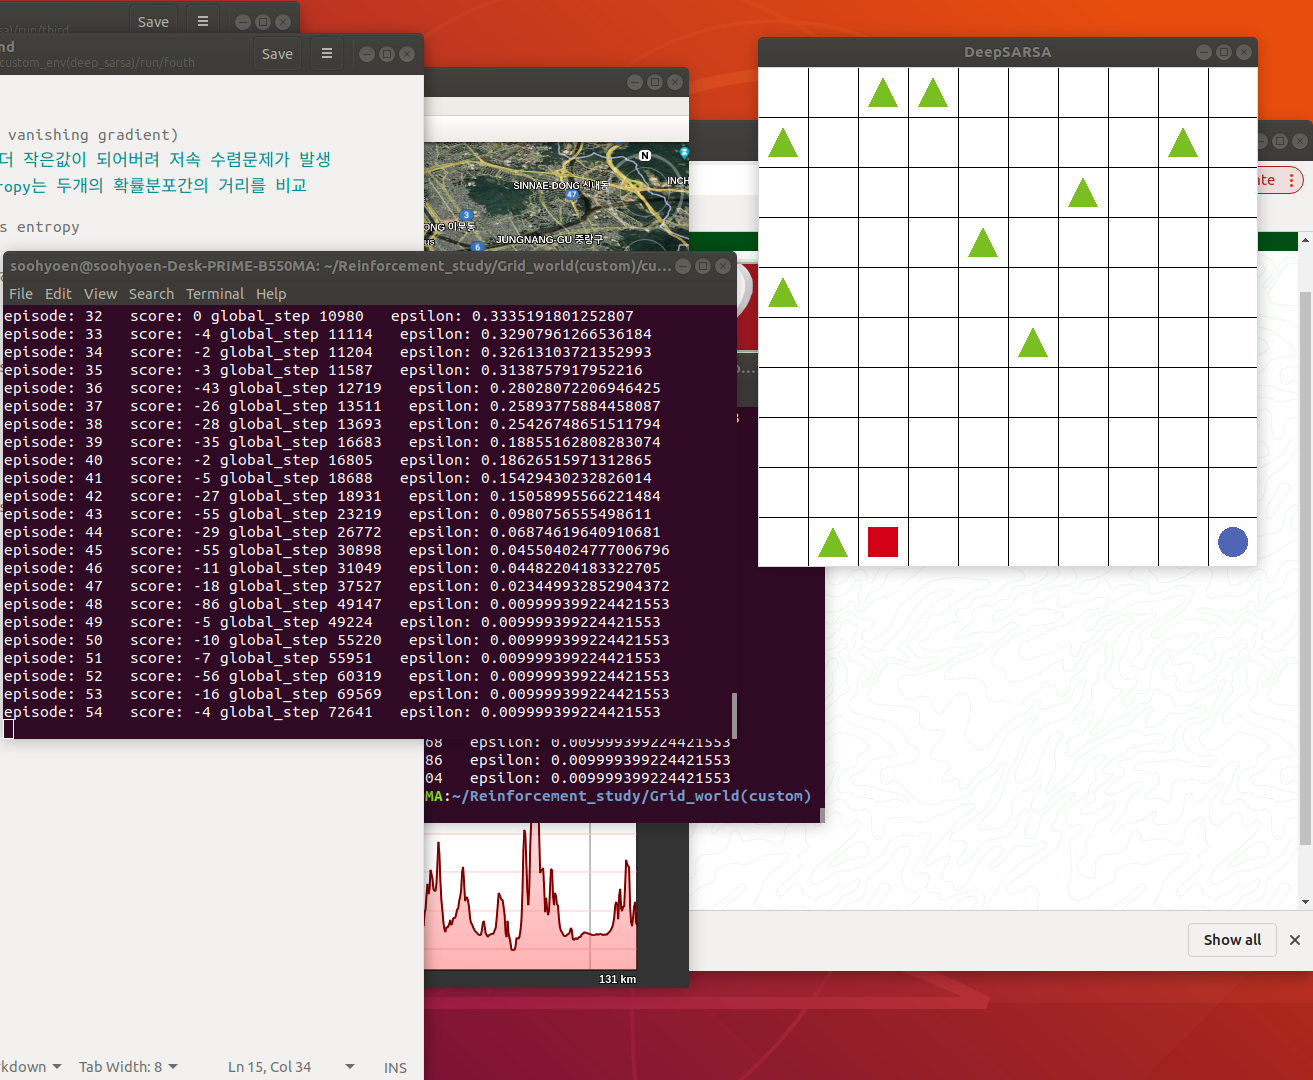 Save
sa)/run/third
nd
custom_env(deep_sarsa)/run/fouth
Save
vanishing gradient)
더 작은값이 되어버려 저속 수렴문제가 발생
ropy는 두개의 확률분포간의 거리를 비교
s entropy
N
SINNAE-DONG 신내동
47
INCH
3
ONG 이문동
us
6
JUNGNANG-GU 중랑구
DeepSARSA
ate
soohyoen@soohyoen-Desk-PRIME-B550MA: ~/Reinforcement_study/Grid_world(custom)/cu...
File Edit View Search Terminal Help
episode: 32   score: 0 global_step 10980   epsilon: 0.3335191801252807
episode: 33   score: -4 global_step 11114   epsilon: 0.32907961266536184
episode: 34   score: -2 global_step 11204   epsilon: 0.32613103721352993
episode: 35   score: -3 global_step 11587   epsilon: 0.3138757917952216
episode: 36   score: -43 global_step 12719   epsilon: 0.28028072206946425
episode: 37   score: -26 global_step 13511   epsilon: 0.25893775884458087
episode: 38   score: -28 global_step 13693   epsilon: 0.25426748651511794
episode: 39   score: -35 global_step 16683   epsilon: 0.18855162808283074
episode: 40   score: -2 global_step 16805   epsilon: 0.18626515971312865
episode: 41   score: -5 global_step 18688   epsilon: 0.15429430232826014
episode: 42   score: -27 global_step 18931   epsilon: 0.15058995566221484
episode: 43   score: -55 global_step 23219   epsilon: 0.0980756555498611
episode: 44   score: -29 global_step 26772   epsilon: 0.06874619640910681
episode: 45   score: -55 global_step 30898   epsilon: 0.045504024777006796
episode: 46   score: -11 global_step 31049   epsilon: 0.04482204183322705
episode: 47   score: -18 global_step 37527   epsilon: 0.023449932852904372
episode: 48   score: -86 global_step 49147   epsilon: 0.009999399224421553
episode: 49   score: -5 global_step 49224   epsilon: 0.009999399224421553
episode: 50   score: -10 global_step 55220   epsilon: 0.009999399224421553
episode: 51   score: -7 global_step 55951   epsilon: 0.009999399224421553
episode: 52   score: -56 global_step 60319   epsilon: 0.009999399224421553
episode: 53   score: -16 global_step 69569   epsilon: 0.009999399224421553
episode: 54   score: -4 global_step 72641   epsilon: 0.009999399224421553
68   epsilon: 0.009999399224421553
86   epsilon: 0.009999399224421553
04   epsilon: 0.009999399224421553
MA:~/Reinforcement_study/Grid_world(custom)
131 km
Show all
rkdown
Tab Width: 8
Ln 15, Col 34
INS